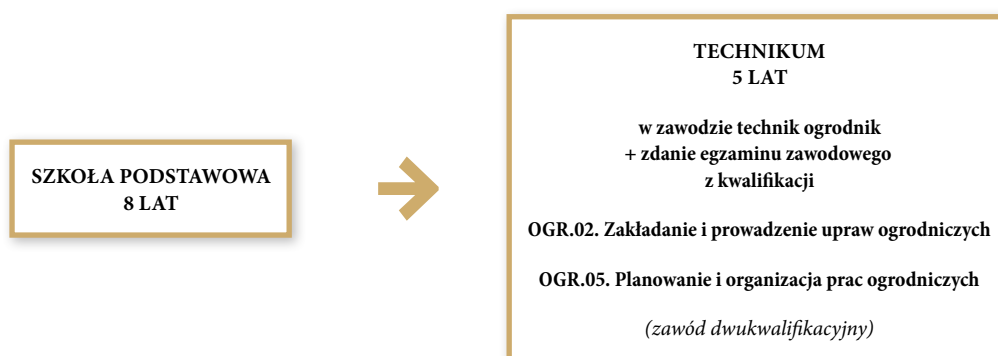 SZKOŁA PODSTAWOWA
8 LAT
TECHNIKUM
5 LAT
w zawodzie technik ogrodnik
+ zdanie egzaminu zawodowego
z kwalifikacji
OGR.02. Zakładanie i prowadzenie upraw ogrodniczych
OGR.05. Planowanie i organizacja prac ogrodniczych
(zawód dwukwalifikacyjny)